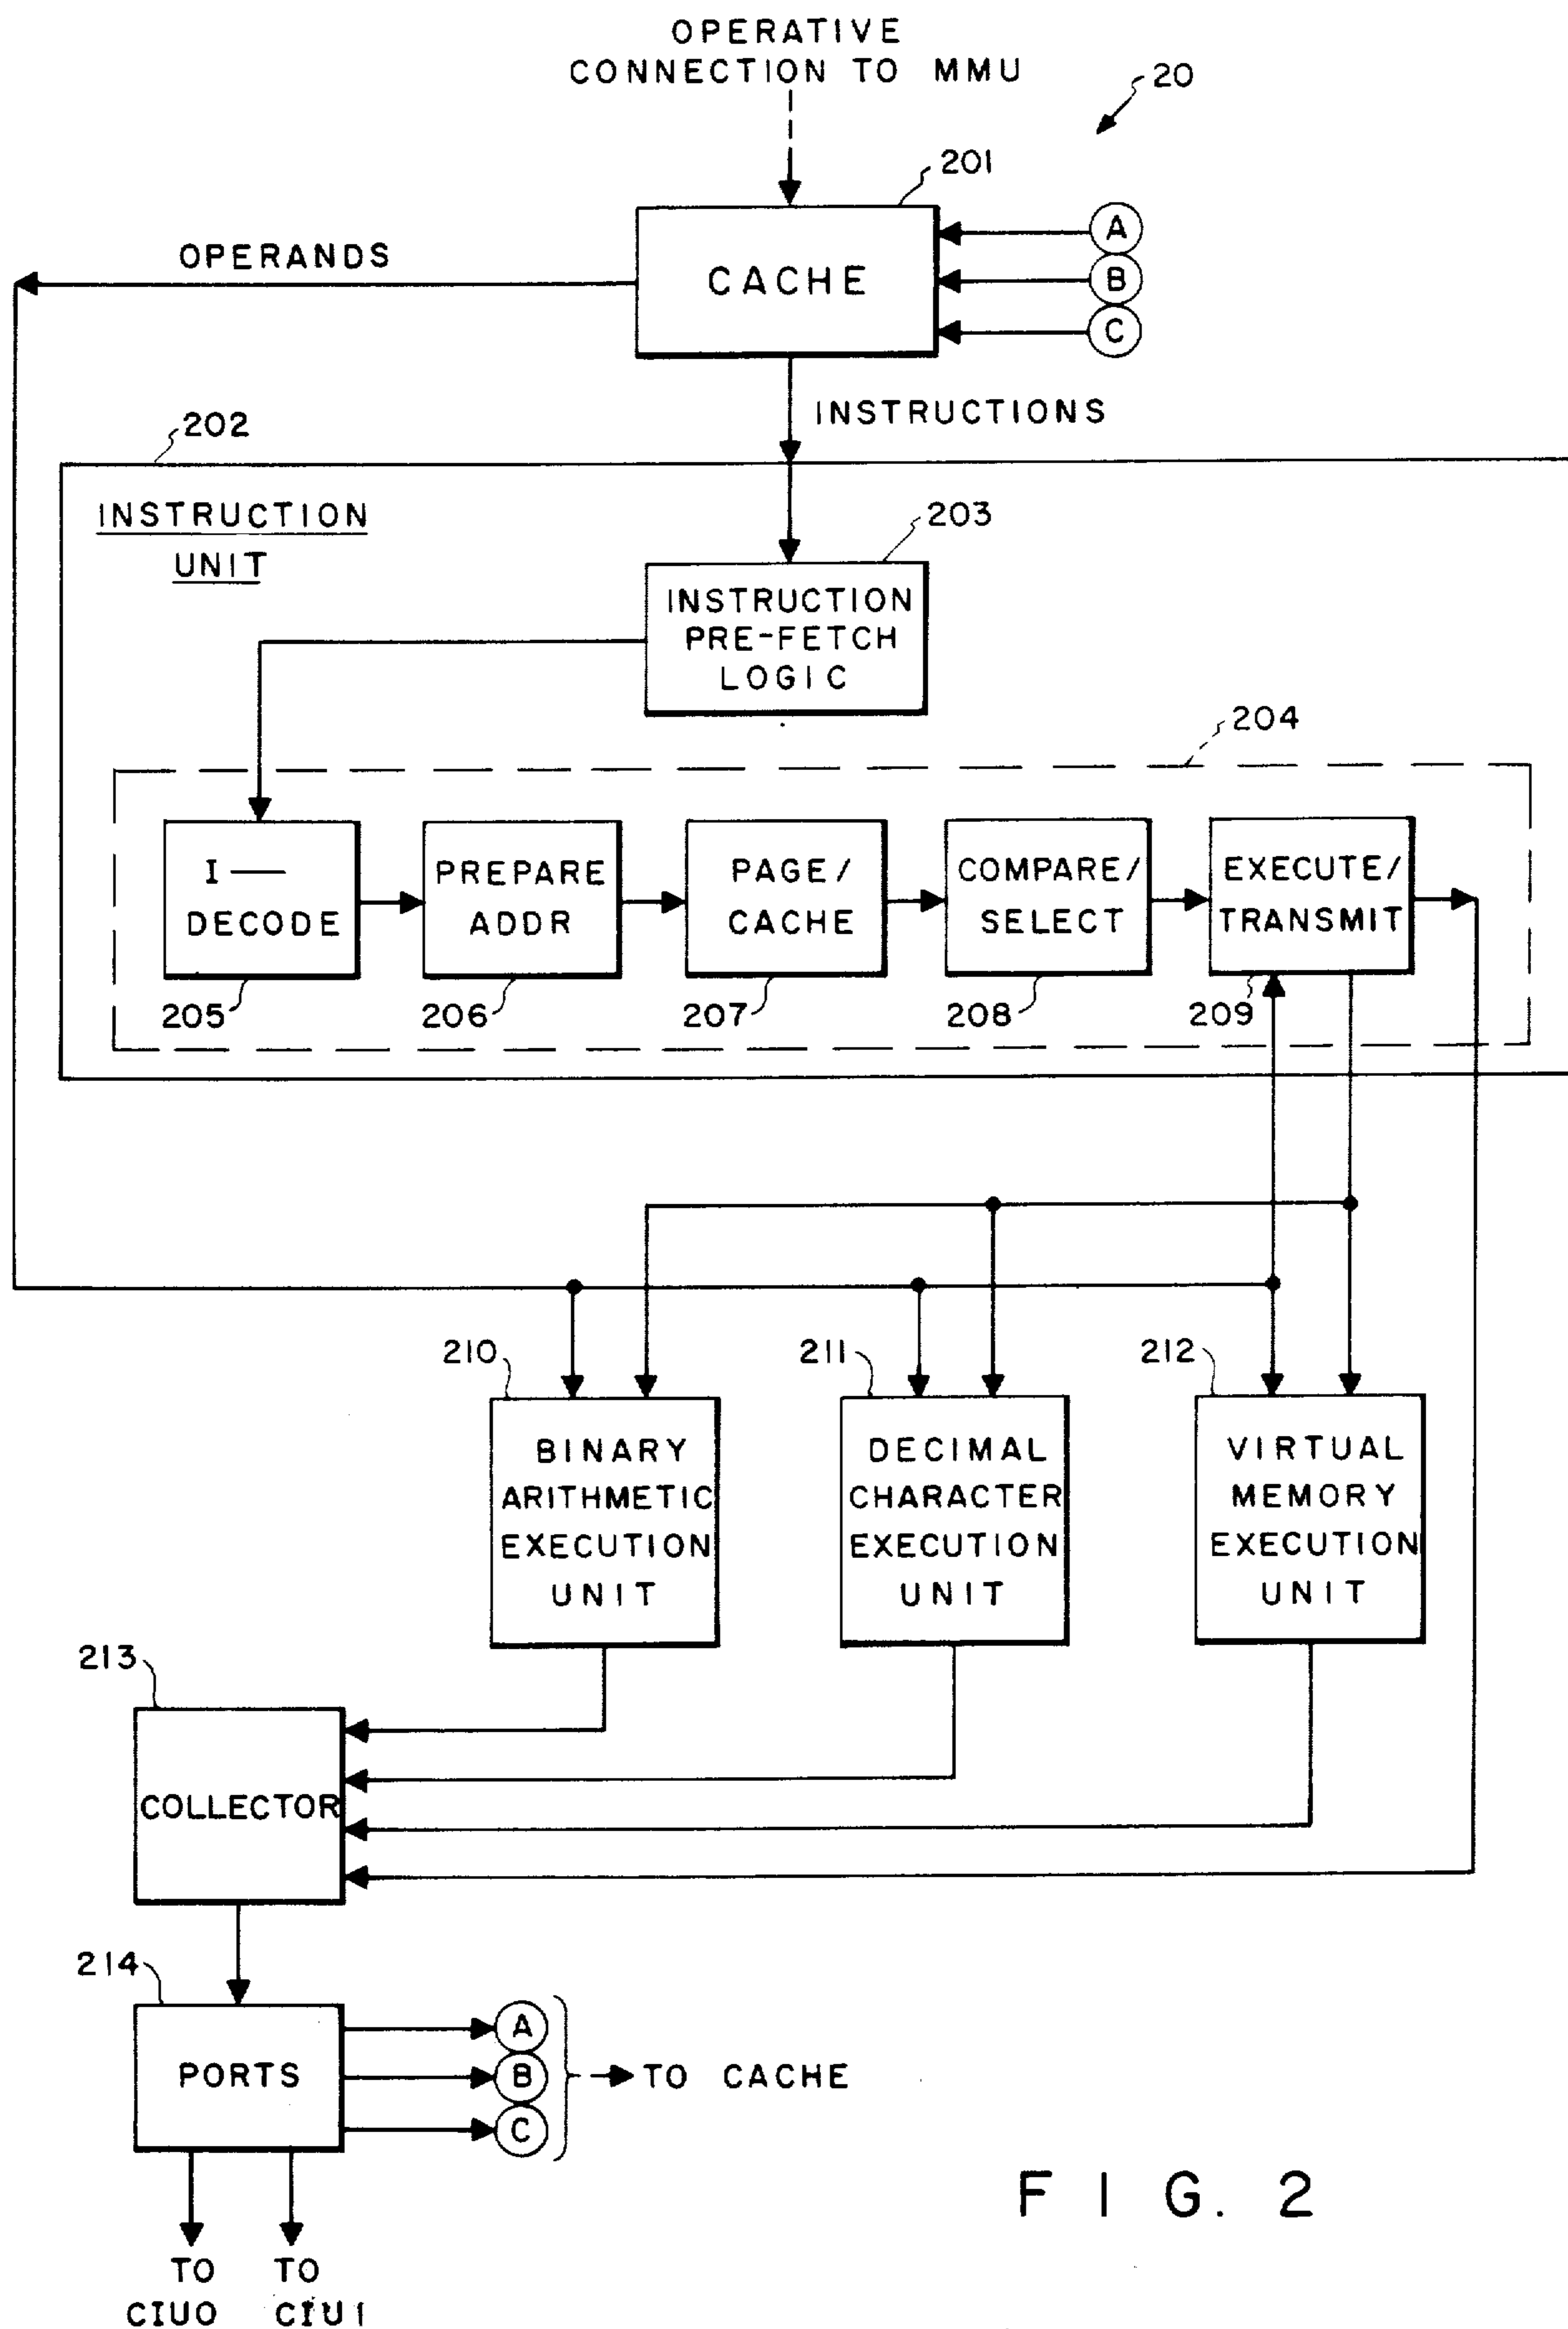 OPERATIVE
CONNECTION TO MMU
20
201
A
OPERANDS
CACHE
B
C
INSTRUCTIONS
202
INSTRUCTION
UNIT
203
INSTRUCTION
PRE-FETCH
LOGIC
204
I —
DECODE
PREPARE
ADDR
PAGE/
CACHE
COMPARE/
SELECT
EXECUTE/
TRANSMIT
205
206
207
208
209
210
211
212
BINARY
ARITHMETIC
EXECUTION
UNIT
DECIMAL
CHARACTER
EXECUTION
UNIT
VIRTUAL
MEMORY
EXECUTION
UNIT
213
COLLECTOR
214
PORTS
A
B
C
TO CACHE
TO
CIU0
TO
CIU1
FIG. 2